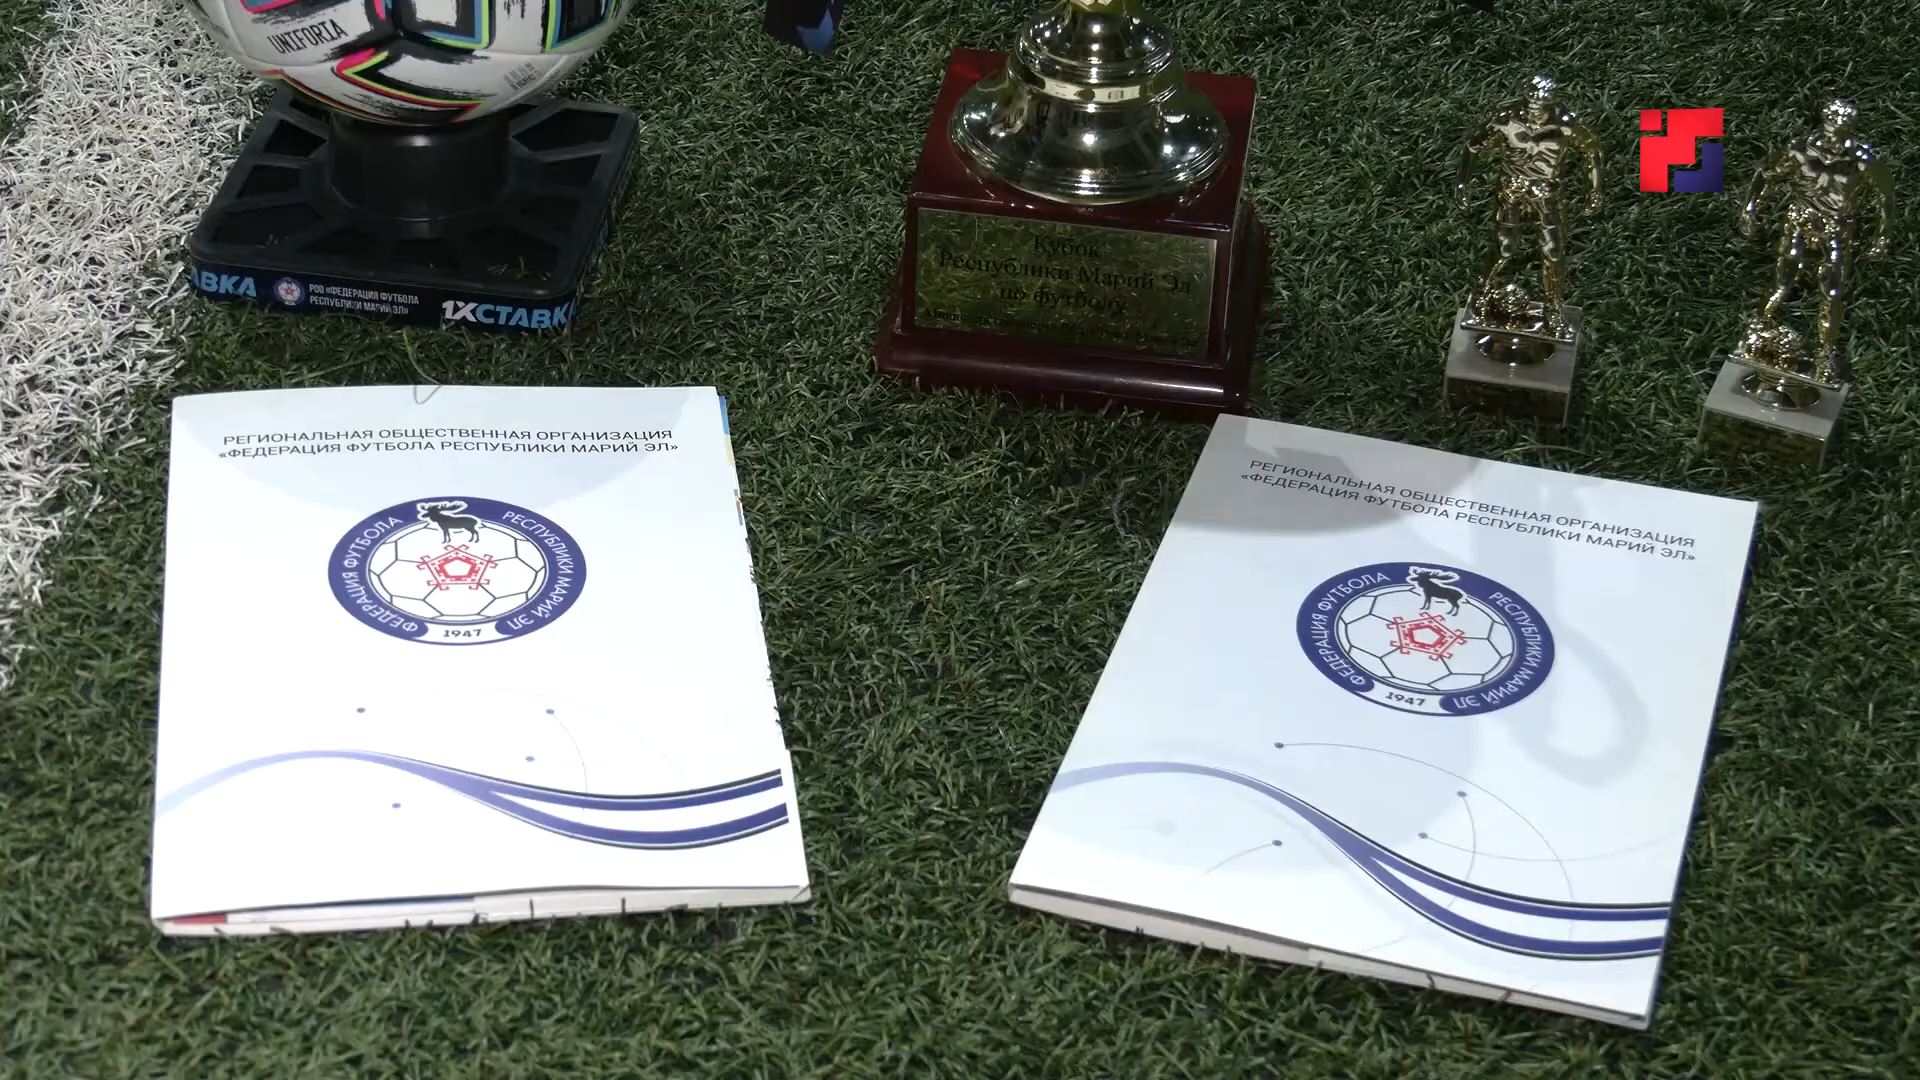 UNIFORIA
АВКА
РОО «ФЕДЕРАЦИЯ ФУТБОЛА
РЕСПУБЛИКИ МАРИЙ ЭЛ»
1ХСТАВК
Кубок
Республики Марий Эл
по футболу
РЕГИОНАЛЬНАЯ ОБЩЕСТВЕННАЯ ОРГАНИЗАЦИЯ
«ФЕДЕРАЦИЯ ФУТБОЛА РЕСПУБЛИКИ МАРИЙ ЭЛ»
ФЕДЕРАЦИЯ ФУТБОЛА
РЕСПУБЛИКИ МАРИЙ ЭЛ
1947
РЕГИОНАЛЬНАЯ ОБЩЕСТВЕННАЯ ОРГАНИЗАЦИЯ
«ФЕДЕРАЦИЯ ФУТБОЛА РЕСПУБЛИКИ МАРИЙ ЭЛ»
ФЕДЕРАЦИЯ ФУТБОЛА
РЕСПУБЛИКИ МАРИЙ ЭЛ
1947